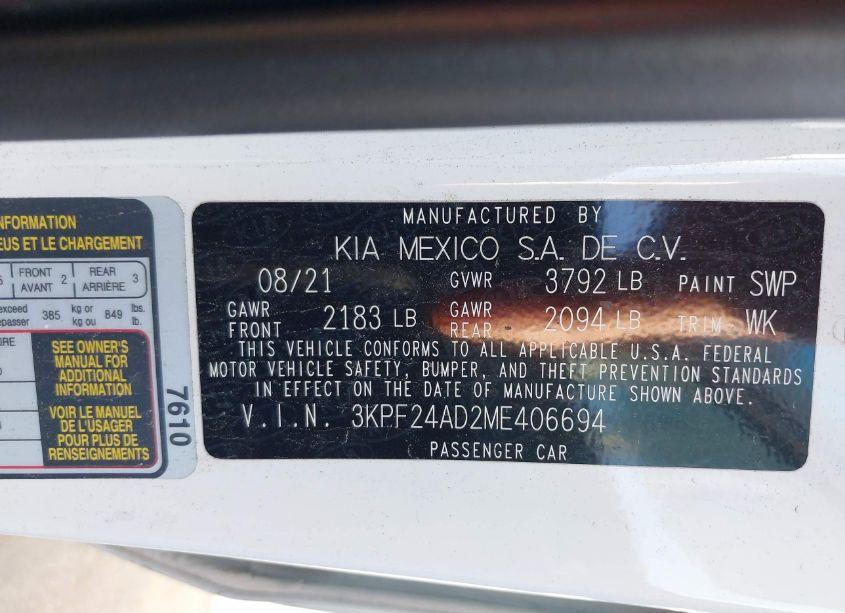 INFORMATION
EUS ET LE CHARGEMENT
5 FRONT AVANT 2 REAR ARRIÈRE 3
exceed
epasser 385 kg or kg ou 849 lbs. lb.
SEE OWNER'S
MANUAL FOR
ADDITIONAL
INFORMATION
VOIR LE MANUEL
DE L'USAGER
POUR PLUS DE
RENSEIGNEMENTS
7610
MANUFACTURED BY
KIA MEXICO S.A. DE C.V.
08/21 GVWR 3792 LB PAINT SWP
GAWR FRONT 2183 LB GAWR REAR 2094 LB TRIM WK
THIS VEHICLE CONFORMS TO ALL APPLICABLE U.S.A. FEDERAL
MOTOR VEHICLE SAFETY, BUMPER, AND THEFT PREVENTION STANDARDS
IN EFFECT ON THE DATE OF MANUFACTURE SHOWN ABOVE.
V.I.N. 3KPF24AD2ME406694
PASSENGER CAR